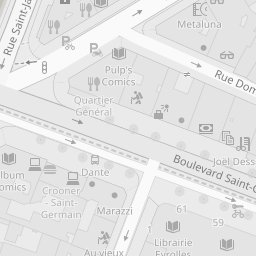 Rue Saint-Ja
Metaluna
Pulp's
Comics
Rue Dom
Quartier
Général
Joel Dess
Boulevard Saint-G
Dante
Album
Comics
Crooner
- Saint-
Germain
Marazzi
61
59
Au vieux
Librairie
Eyrolles